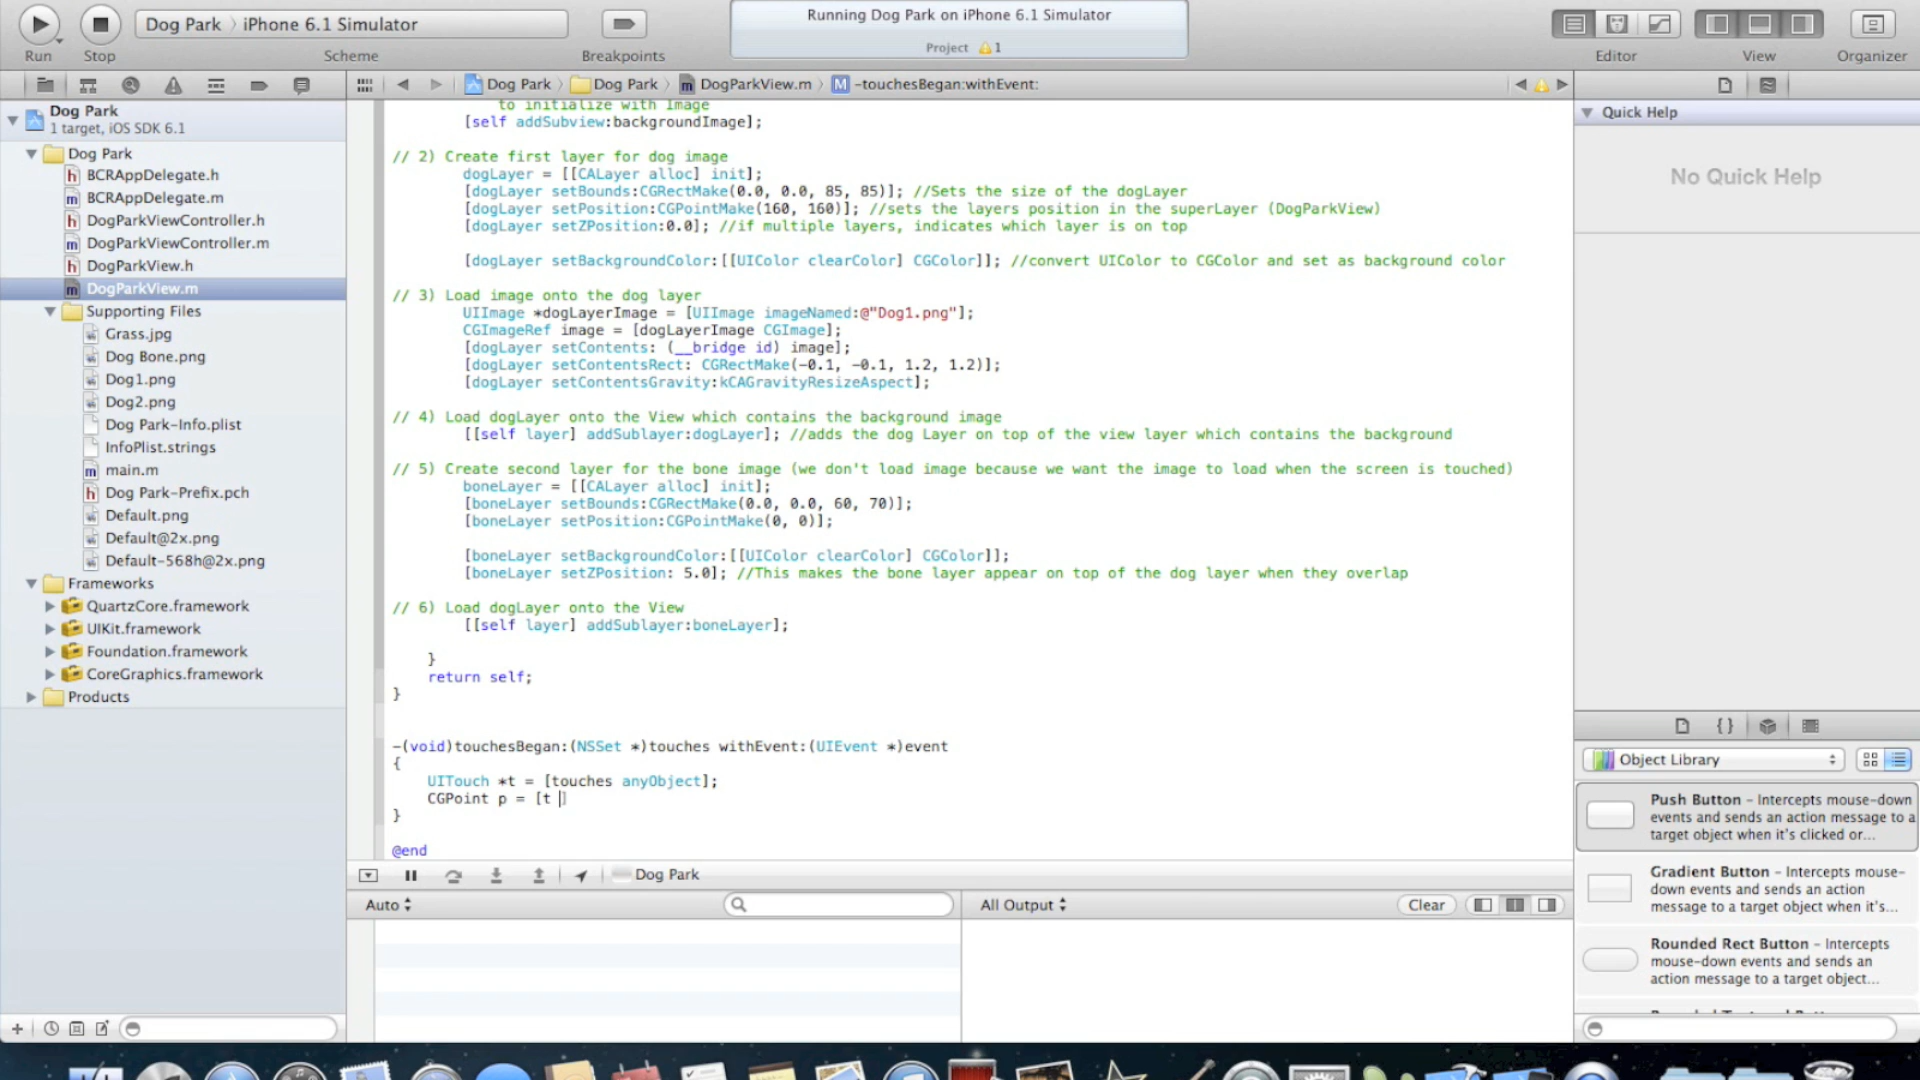 Dog Park › iPhone 6.1 Simulator
Running Dog Park on iPhone 6.1 Simulator
Project 1
Run
Stop
Scheme
Breakpoints
Editor
View
Organizer
Dog Park › Dog Park › DogParkView.m › M -touchesBegan:withEvent:
Dog Park
1 target, iOS SDK 6.1
Dog Park
h BCRAppDelegate.h
m BCRAppDelegate.m
h DogParkViewController.h
m DogParkViewController.m
h DogParkView.h
m DogParkView.m
Supporting Files
Grass.jpg
Dog Bone.png
Dog1.png
Dog2.png
Dog Park-Info.plist
InfoPlist.strings
m main.m
h Dog Park-Prefix.pch
Default.png
Default@2x.png
Default-568h@2x.png
Frameworks
QuartzCore.framework
UIKit.framework
Foundation.framework
CoreGraphics.framework
Products
to initialize with Image
[self addSubview:backgroundImage];
// 2) Create first layer for dog image
dogLayer = [[CALayer alloc] init];
[dogLayer setBounds:CGRectMake(0.0, 0.0, 85, 85)]; //Sets the size of the dogLayer
[dogLayer setPosition:CGPointMake(160, 160)]; //sets the layers position in the superLayer (DogParkView)
[dogLayer setZPosition:0.0]; //if multiple layers, indicates which layer is on top
[dogLayer setBackgroundColor:[[UIColor clearColor] CGColor]]; //convert UIColor to CGColor and set as background color
// 3) Load image onto the dog layer
UIImage *dogLayerImage = [UIImage imageNamed:@"Dog1.png"];
CGImageRef image = [dogLayerImage CGImage];
[dogLayer setContents: (__bridge id) image];
[dogLayer setContentsRect: CGRectMake(-0.1, -0.1, 1.2, 1.2)];
[dogLayer setContentsGravity:kCAGravityResizeAspect];
// 4) Load dogLayer onto the View which contains the background image
[[self layer] addSublayer:dogLayer]; //adds the dog Layer on top of the view layer which contains the background
// 5) Create second layer for the bone image (we don't load image because we want the image to load when the screen is touched)
boneLayer = [[CALayer alloc] init];
[boneLayer setBounds:CGRectMake(0.0, 0.0, 60, 70)];
[boneLayer setPosition:CGPointMake(0, 0)];
[boneLayer setBackgroundColor:[[UIColor clearColor] CGColor]];
[boneLayer setZPosition: 5.0]; //This makes the bone layer appear on top of the dog layer when they overlap
// 6) Load dogLayer onto the View
[[self layer] addSublayer:boneLayer];
}
return self;
}
-(void)touchesBegan:(NSSet *)touches withEvent:(UIEvent *)event
{
UITouch *t = [touches anyObject];
CGPoint p = [t ]
}
@end
Dog Park
Auto
All Output
Clear
Quick Help
No Quick Help
{ }
Object Library
Push Button – Intercepts mouse-down
events and sends an action message to a
target object when it's clicked or...
Gradient Button – Intercepts mouse-
down events and sends an action
message to a target object when it's...
Rounded Rect Button – Intercepts
mouse-down events and sends an
action message to a target object...